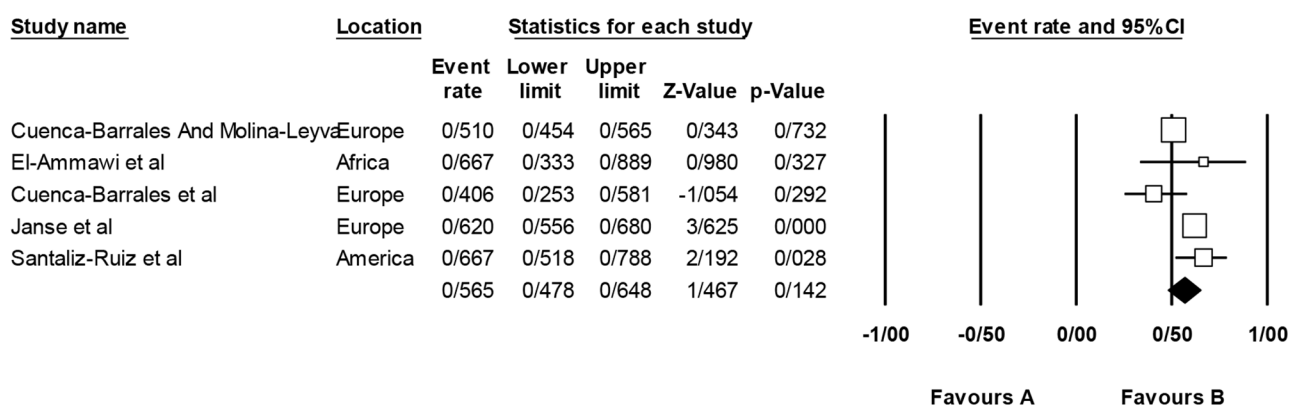 Study name Location Statistics for each study Event rate and 95%CI
Event Lower Upper
rate limit limit Z-Value p-Value
Cuenca-Barrales And Molina-Leyva Europe 0/510 0/454 0/565 0/343 0/732
El-Ammawi et al Africa 0/667 0/333 0/889 0/980 0/327
Cuenca-Barrales et al Europe 0/406 0/253 0/581 -1/054 0/292
Janse et al Europe 0/620 0/556 0/680 3/625 0/000
Santaliz-Ruiz et al America 0/667 0/518 0/788 2/192 0/028
0/565 0/478 0/648 1/467 0/142
-1/00 -0/50 0/00 0/50 1/00
Favours A Favours B